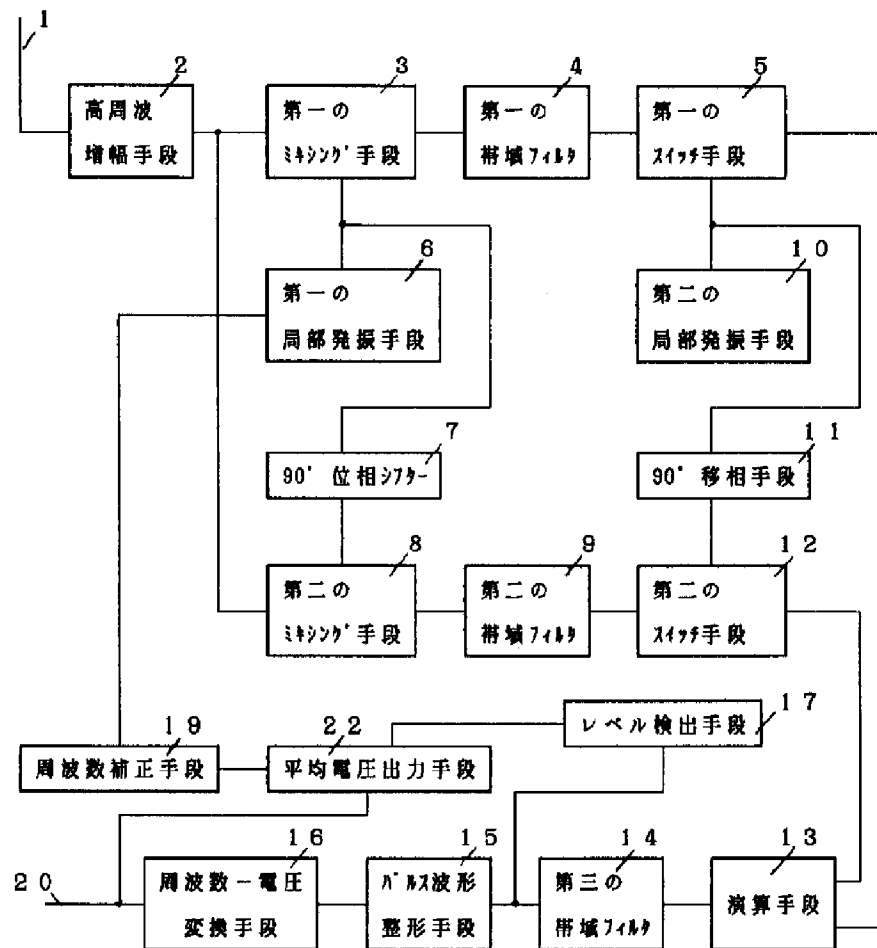 1
2
3
4
5
高周波
増幅手段
第一の
ミキシング手段
第一の
帯域フィルタ
第一の
スイッチ手段
6
10
第一の
局部発振手段
第二の
局部発振手段
7
11
90°位相シフター
90°移相手段
8
9
12
第二の
ミキシング手段
第二の
帯域フィルタ
第二の
スイッチ手段
17
レベル検出手段
19
22
周波数補正手段
平均電圧出力手段
16
15
14
13
20
周波数－電圧
変換手段
パルス波形
整形手段
第三の
帯域フィルタ
演算手段